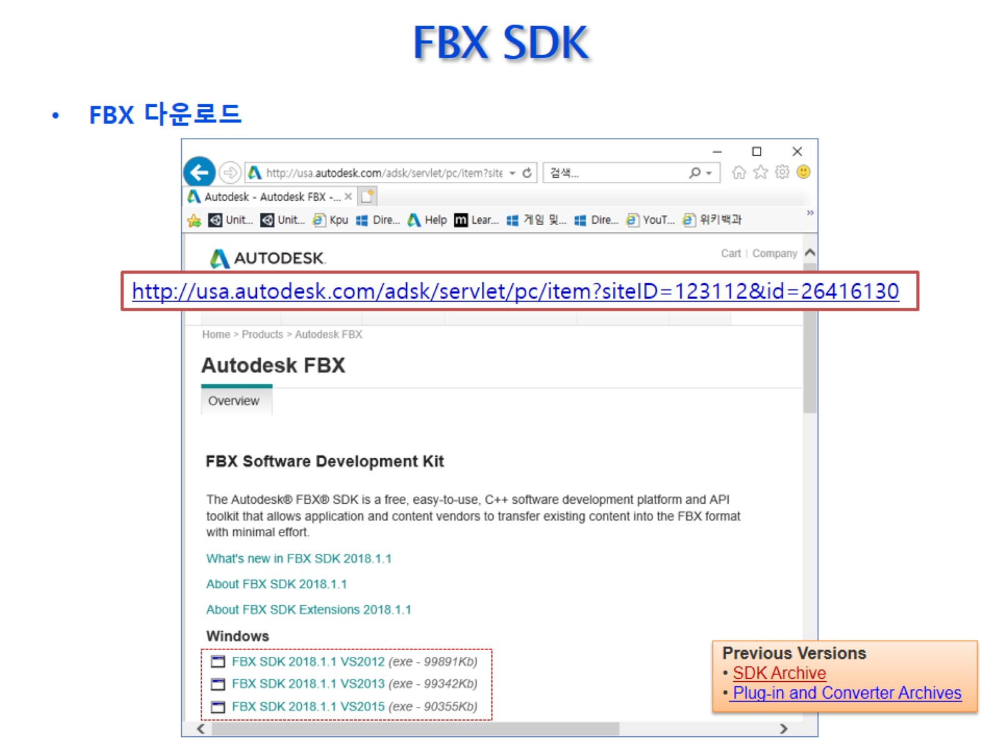 FBX SDK
• FBX 다운로드
http://usa.autodesk.com/adsk/servlet/pc/item?site
검색...
Autodesk - Autodesk FBX -...
Unit... Unit... Kpu Dire... Help Lear... 게임 및... Dire... YouT... 위키백과
AUTODESK.
Cart | Company
http://usa.autodesk.com/adsk/servlet/pc/item?siteID=123112&id=26416130
Home > Products > Autodesk FBX
Autodesk FBX
Overview
FBX Software Development Kit
The Autodesk® FBX® SDK is a free, easy-to-use, C++ software development platform and API
toolkit that allows application and content vendors to transfer existing content into the FBX format
with minimal effort.
What's new in FBX SDK 2018.1.1
About FBX SDK 2018.1.1
About FBX SDK Extensions 2018.1.1
Windows
FBX SDK 2018.1.1 VS2012 (exe - 99891Kb)
FBX SDK 2018.1.1 VS2013 (exe - 99342Kb)
FBX SDK 2018.1.1 VS2015 (exe - 90355Kb)
Previous Versions
• SDK Archive
• Plug-in and Converter Archives